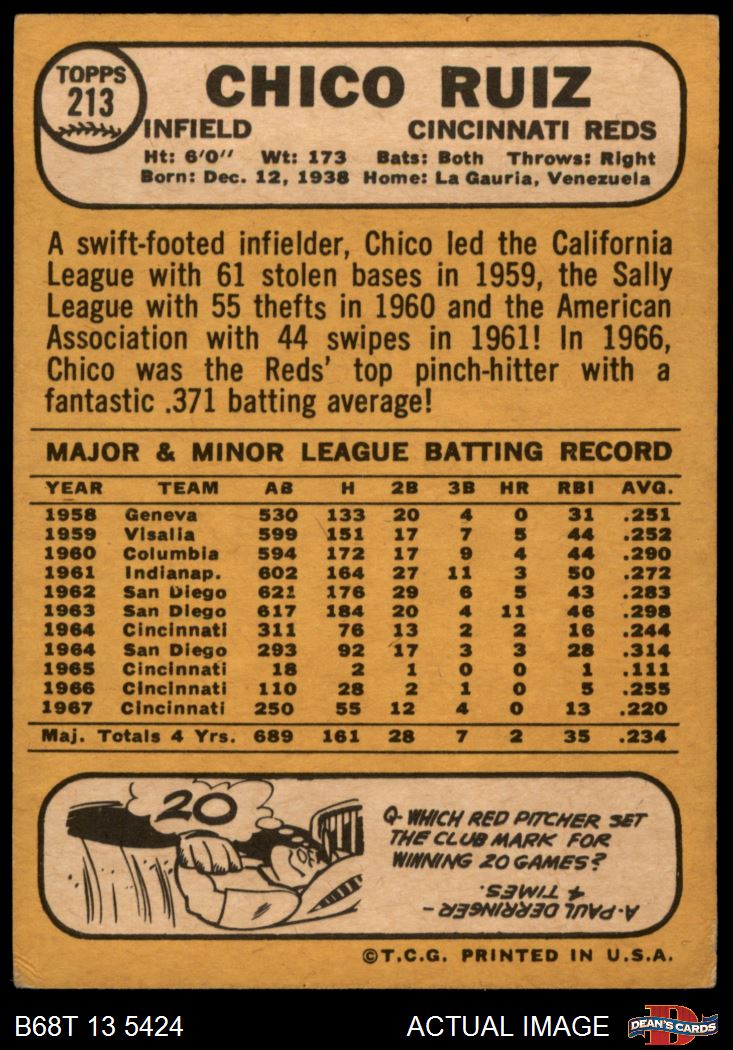 TOPPS
213
CHICO RUIZ
INFIELD CINCINNATI REDS
Ht: 6'0" Wt: 173 Bats: Both Throws: Right
Born: Dec. 12, 1938 Home: La Gauria, Venezuela
A swift-footed infielder, Chico led the California
League with 61 stolen bases in 1959, the Sally
League with 55 thefts in 1960 and the American
Association with 44 swipes in 1961! In 1966,
Chico was the Reds' top pinch-hitter with a
fantastic .371 batting average!
MAJOR & MINOR LEAGUE BATTING RECORD
YEAR TEAM AB H 2B 3B HR RBI AVG.
1958 Geneva 530 133 20 4 0 31 .251
1959 Visalia 599 151 17 7 5 44 .252
1960 Columbia 594 172 17 9 4 44 .290
1961 Indianap. 602 164 27 11 3 50 .272
1962 San Diego 621 176 29 6 5 43 .283
1963 San Diego 617 184 20 4 11 46 .298
1964 Cincinnati 311 76 13 2 2 16 .244
1964 San Diego 293 92 17 3 3 28 .314
1965 Cincinnati 18 2 1 0 0 1 .111
1966 Cincinnati 110 28 2 1 0 5 .255
1967 Cincinnati 250 55 12 4 0 13 .220
Maj. Totals 4 Yrs. 689 161 28 7 2 35 .234
20
Q- WHICH RED PITCHER SET
THE CLUB MARK FOR
WINNING 20 GAMES?
A- PAUL DERRINGER –
4 TIMES.
©T.C.G. PRINTED IN U.S.A.
B68T 13 5424 ACTUAL IMAGE
D
DEAN'S CARDS